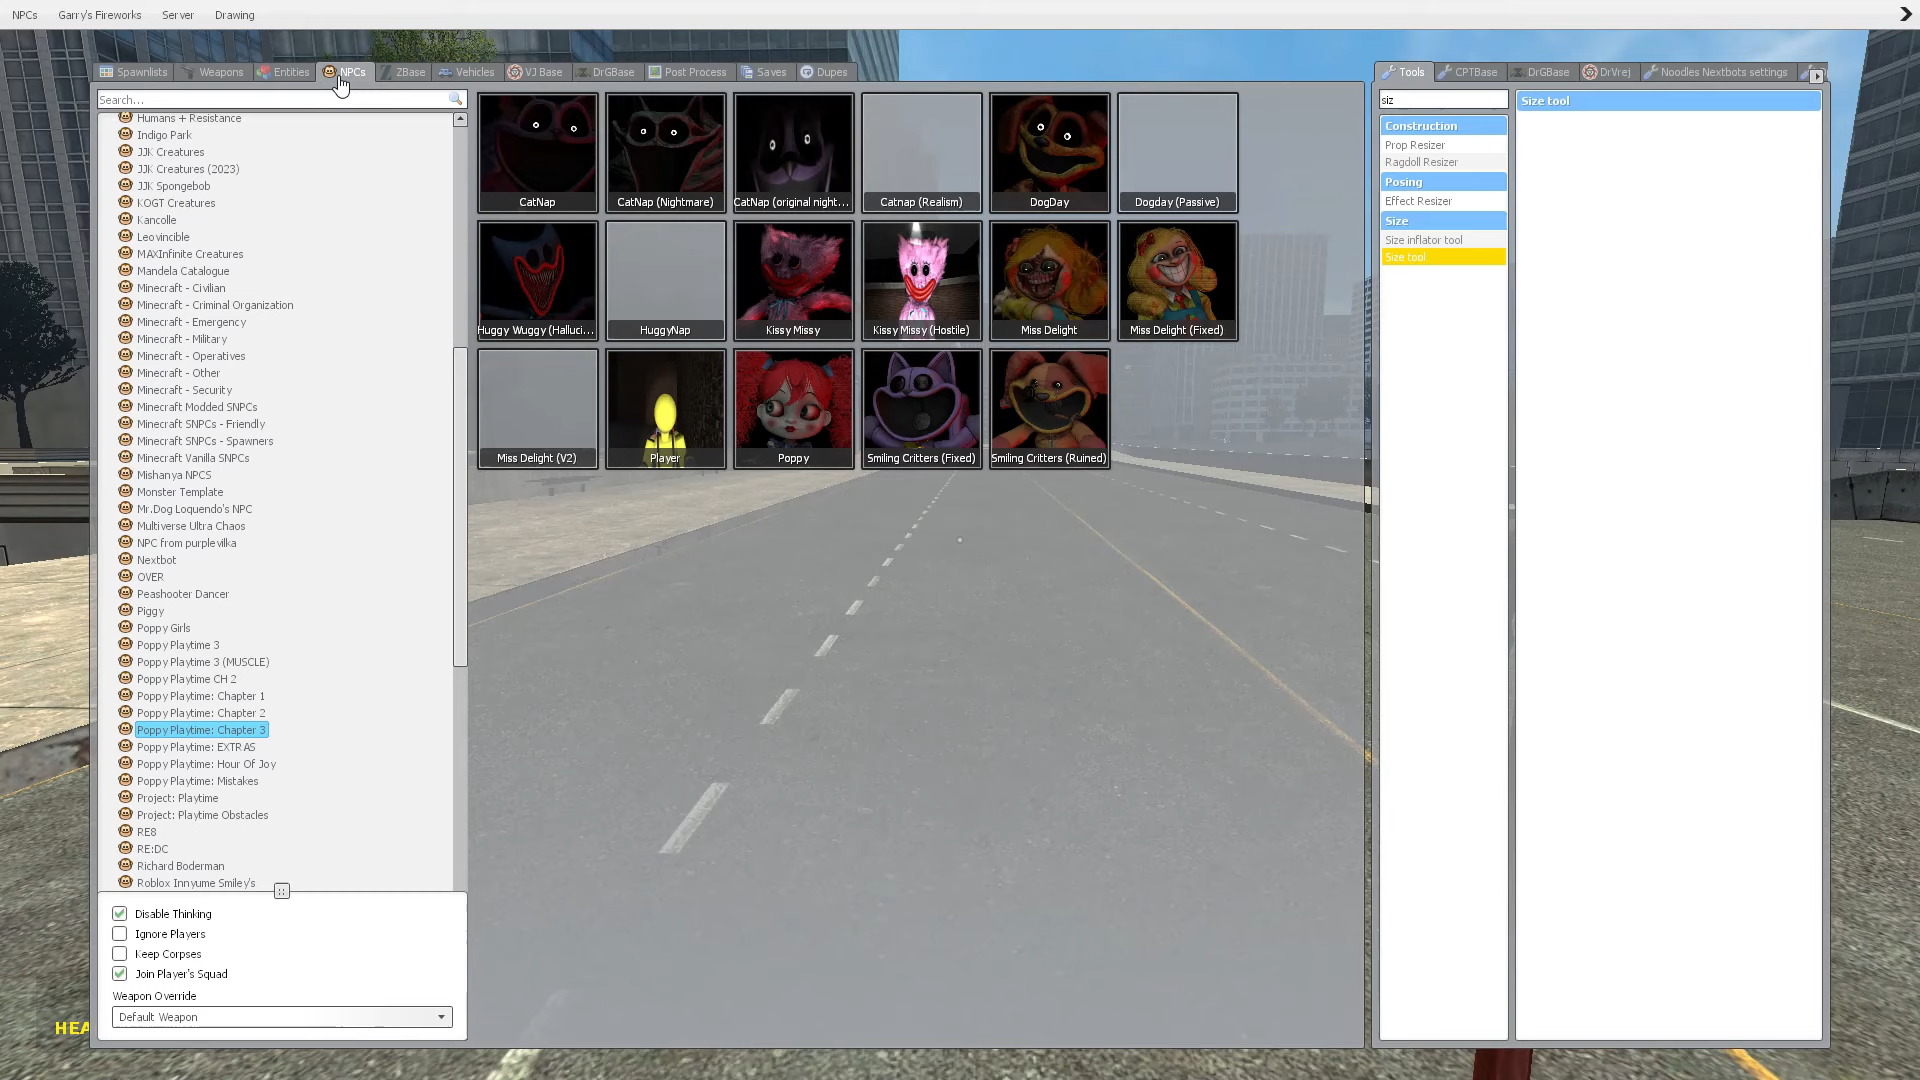 NPCs Garry's Fireworks Server Drawing
Spawnlists Weapons Entities NPCs ZBase Vehicles VJ Base DrGBase Post Process Saves Dupes
Search...
Humans + Resistance
Indigo Park
JJK Creatures
JJK Creatures (2023)
JJK Spongebob
KOGT Creatures
Kancolle
Leovincible
MAXInfinite Creatures
Mandela Catalogue
Minecraft - Civilian
Minecraft - Criminal Organization
Minecraft - Emergency
Minecraft - Military
Minecraft - Operatives
Minecraft - Other
Minecraft - Security
Minecraft Modded SNPCs
Minecraft SNPCs - Friendly
Minecraft SNPCs - Spawners
Minecraft Vanilla SNPCs
Mishanya NPCS
Monster Template
Mr.Dog Loquendo's NPC
Multiverse Ultra Chaos
NPC from purplevilka
Nextbot
OVER
Peashooter Dancer
Piggy
Poppy Girls
Poppy Playtime 3
Poppy Playtime 3 (MUSCLE)
Poppy Playtime CH 2
Poppy Playtime: Chapter 1
Poppy Playtime: Chapter 2
Poppy Playtime: Chapter 3
Poppy Playtime: EXTRAS
Poppy Playtime: Hour Of Joy
Poppy Playtime: Mistakes
Project: Playtime
Project: Playtime Obstacles
RE8
RE:DC
Richard Boderman
Roblox Innyume Smiley's
Disable Thinking
Ignore Players
Keep Corpses
Join Player's Squad
Weapon Override
Default Weapon
HEA
CatNap CatNap (Nightmare) CatNap (original night... Catnap (Realism) DogDay Dogday (Passive)
Huggy Wuggy (Halluci... HuggyNap Kissy Missy Kissy Missy (Hostile) Miss Delight Miss Delight (Fixed)
Miss Delight (V2) Player Poppy Smiling Critters (Fixed) Smiling Critters (Ruined)
Tools CPTBase DrGBase DrVrej Noodles Nextbots settings
siz
Construction
Prop Resizer
Ragdoll Resizer
Posing
Effect Resizer
Size
Size inflator tool
Size tool
Size tool